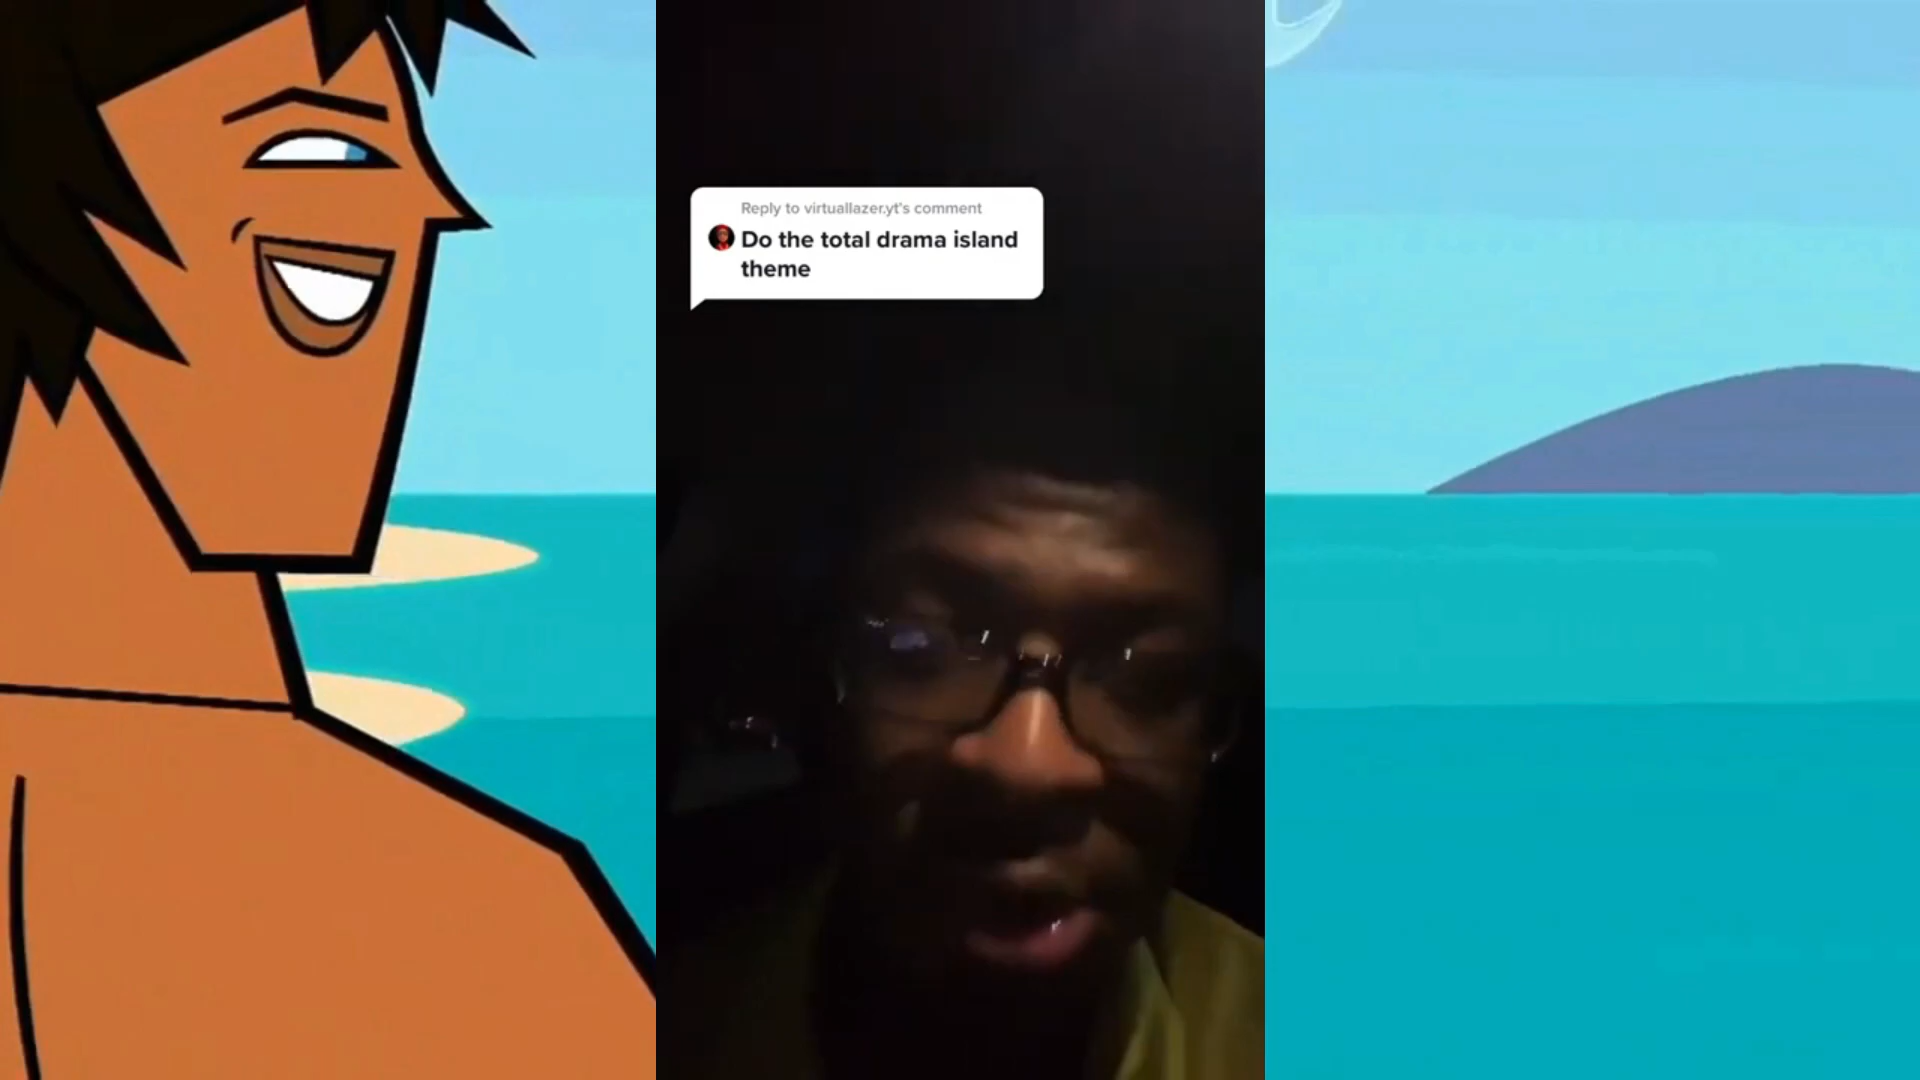 Reply to virtuallazer.yt's comment
Do the total drama island
theme